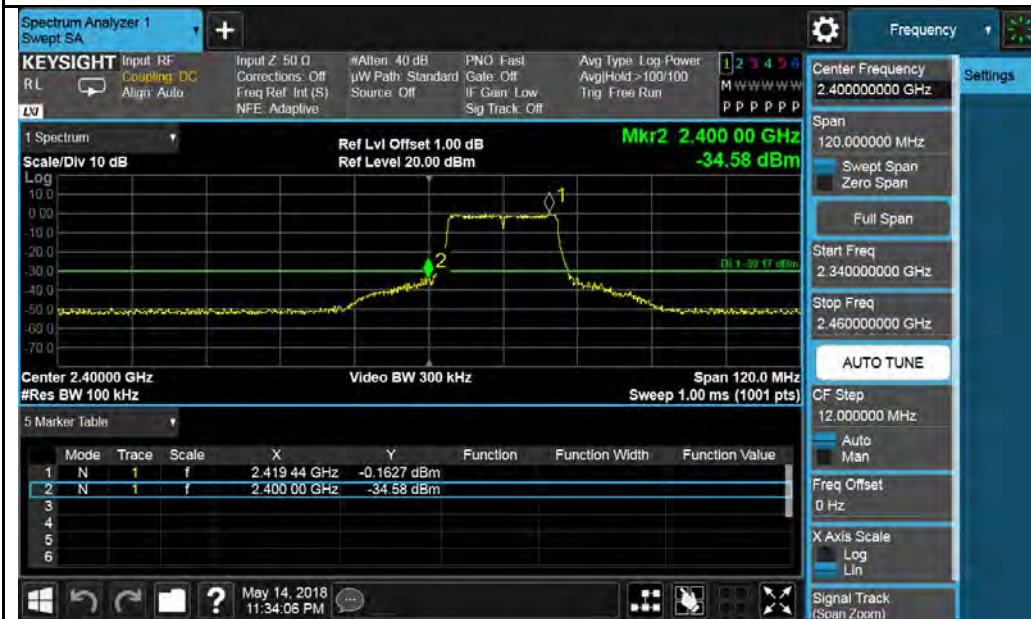 Spectrum Analyzer 1
Swept SA
+
Frequency
KEYSIGHT
RL
LXI
Input: RF
Coupling: DC
Align: Auto
Input Z: 50 Ω
Corrections: Off
Freq Ref: Int (S)
NFE: Adaptive
#Atten: 40 dB
µW Path: Standard
Source: Off
PNO: Fast
Gate: Off
IF Gain: Low
Sig Track: Off
Avg Type: Log-Power
Avg|Hold:>100/100
Trig: Free Run
1 2 3 4 5 6
M W W W W W
P P P P P P
1 Spectrum
Scale/Div 10 dB
Ref Lvl Offset 1.00 dB
Ref Level 20.00 dBm
Mkr2 2.400 00 GHz
-34.58 dBm
Log
10.0
0.00
-10.0
-20.0
-30.0
-40.0
-50.0
-60.0
-70.0
1
2
DL1 -30.17 dBm
Center 2.40000 GHz
#Res BW 100 kHz
Video BW 300 kHz
Span 120.0 MHz
Sweep 1.00 ms (1001 pts)
5 Marker Table
Mode Trace Scale X Y Function Function Width Function Value
1 N 1 f 2.419 44 GHz -0.1627 dBm
2 N 1 f 2.400 00 GHz -34.58 dBm
3
4
5
6
?
May 14, 2018
11:34:06 PM
Center Frequency
2.400000000 GHz
Settings
Span
120.000000 MHz
Swept Span
Zero Span
Full Span
Start Freq
2.340000000 GHz
Stop Freq
2.460000000 GHz
AUTO TUNE
CF Step
12.000000 MHz
Auto
Man
Freq Offset
0 Hz
X Axis Scale
Log
Lin
Signal Track
(Span Zoom)